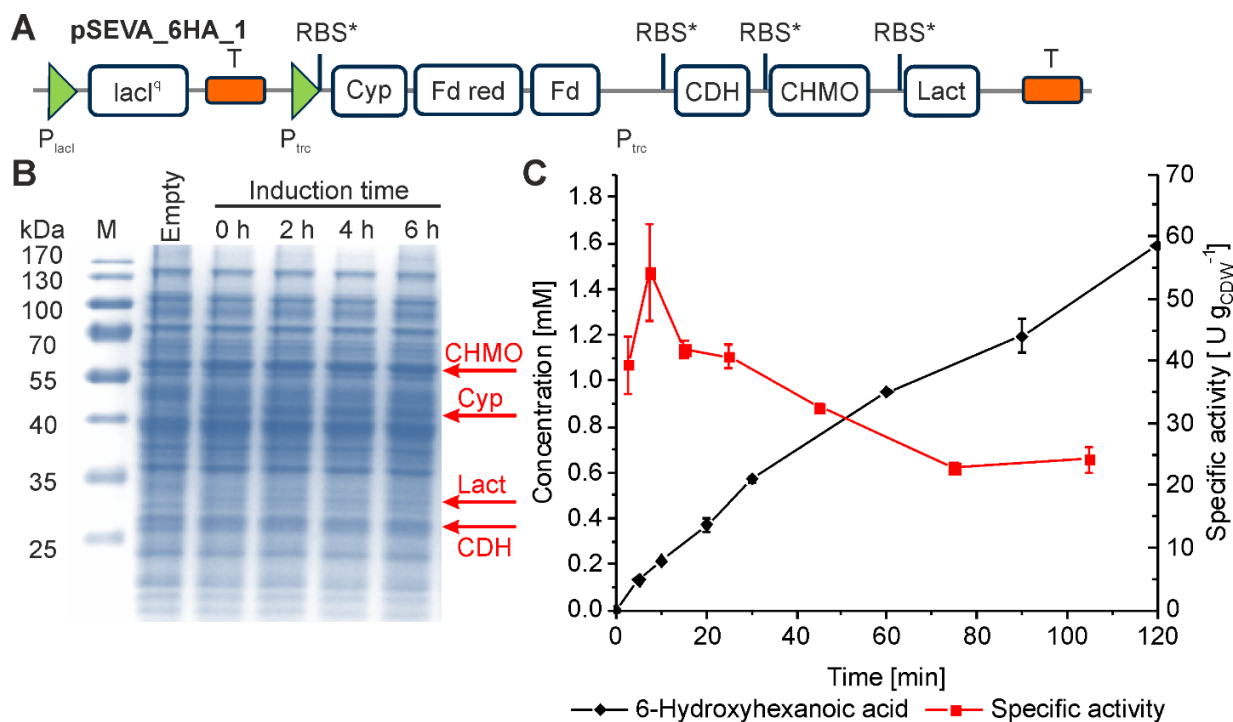 A
pSEVA_6HA_1
RBS* RBS* RBS* RBS*
T T
lacIq Cyp Fd red Fd CDH CHMO Lact
PlacI Ptrc Ptrc
B
Induction time
kDa M Empty 0 h 2 h 4 h 6 h
170
130
100
70
55
40
35
25
CHMO
Cyp
Lact
CDH
C
Concentration [mM]
1.8
1.6
1.4
1.2
1.0
0.8
0.6
0.4
0.2
0.0
0 20 40 60 80 100 120
Time [min]
70
60
50
40
30
20
10
0
Specific activity [ U gCDW-1]
6-Hydroxyhexanoic acid Specific activity